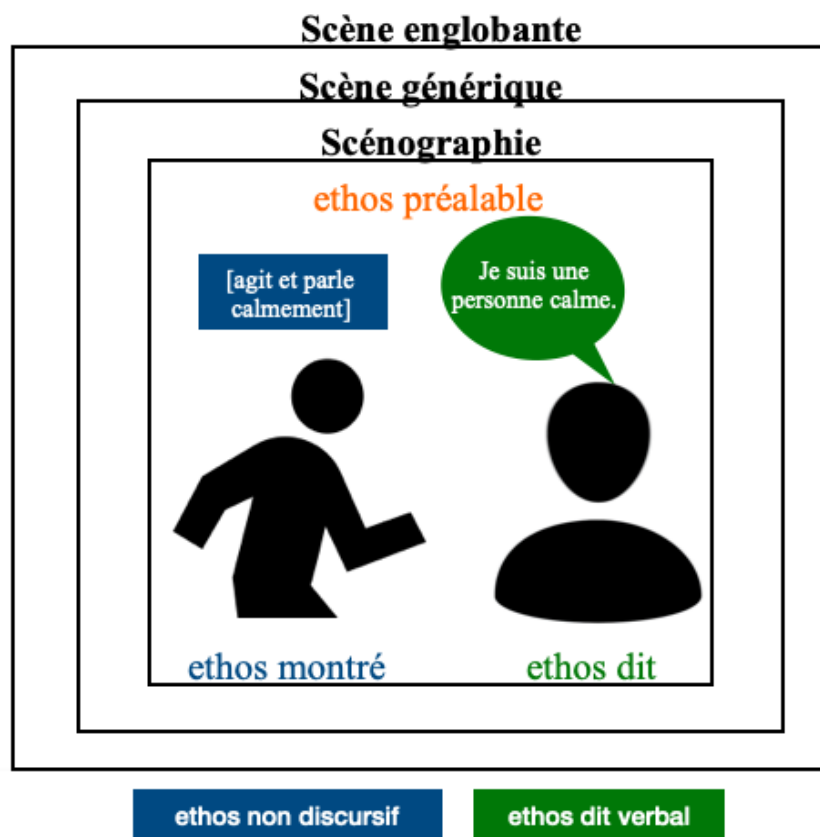 Scène englobante
Scène générique
Scénographie
ethos préalable
[agit et parle
calmement]
Je suis une
personne calme.
ethos montré
ethos dit
ethos non discursif
ethos dit verbal